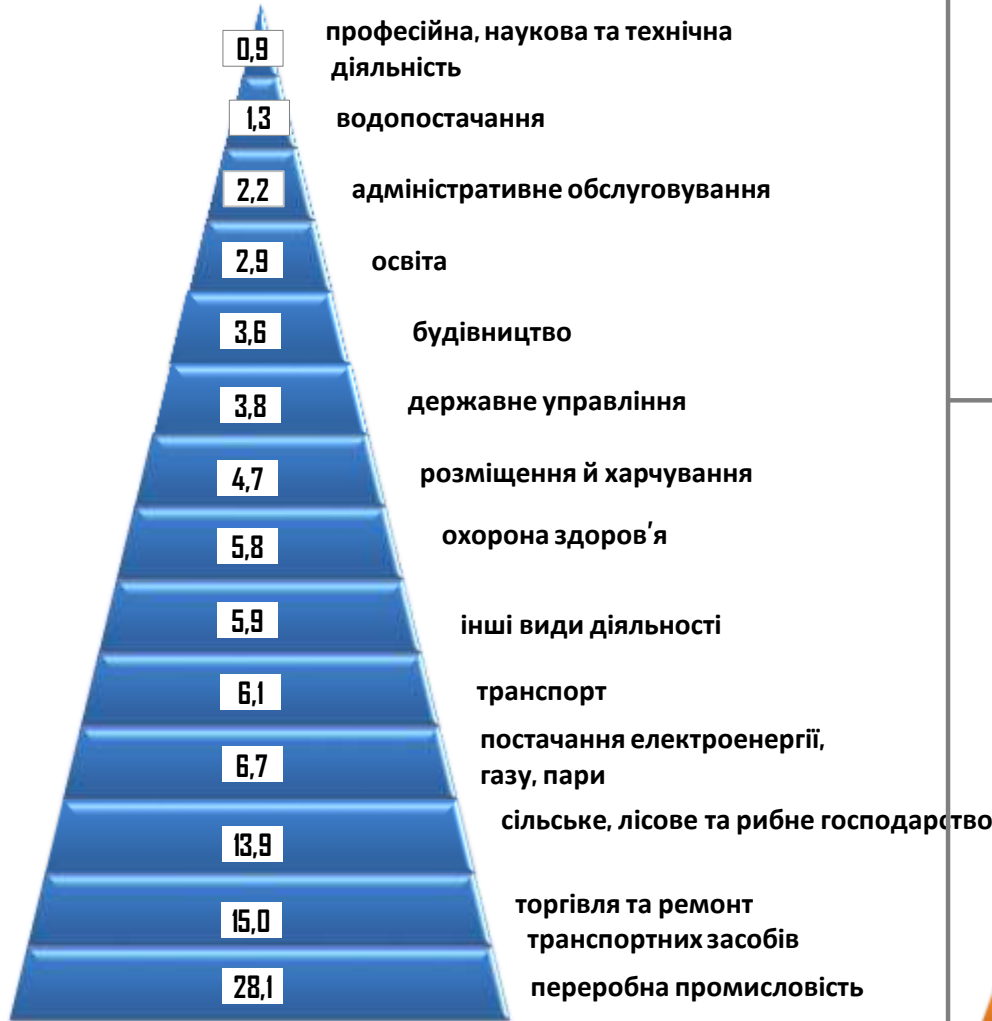 0,9
професійна, наукова та технічна
діяльність
1,3
водопостачання
2,2
адміністративне обслуговування
2,9
освіта
3,6
будівництво
3,8
державне управління
4,7
розміщення й харчування
5,8
охорона здоров'я
5,9
інші види діяльності
6,1
транспорт
6,7
постачання електроенергії,
газу, пари
13,9
сільське, лісове та рибне господарство
15,0
торгівля та ремонт
транспортних засобів
28,1
переробна промисловість